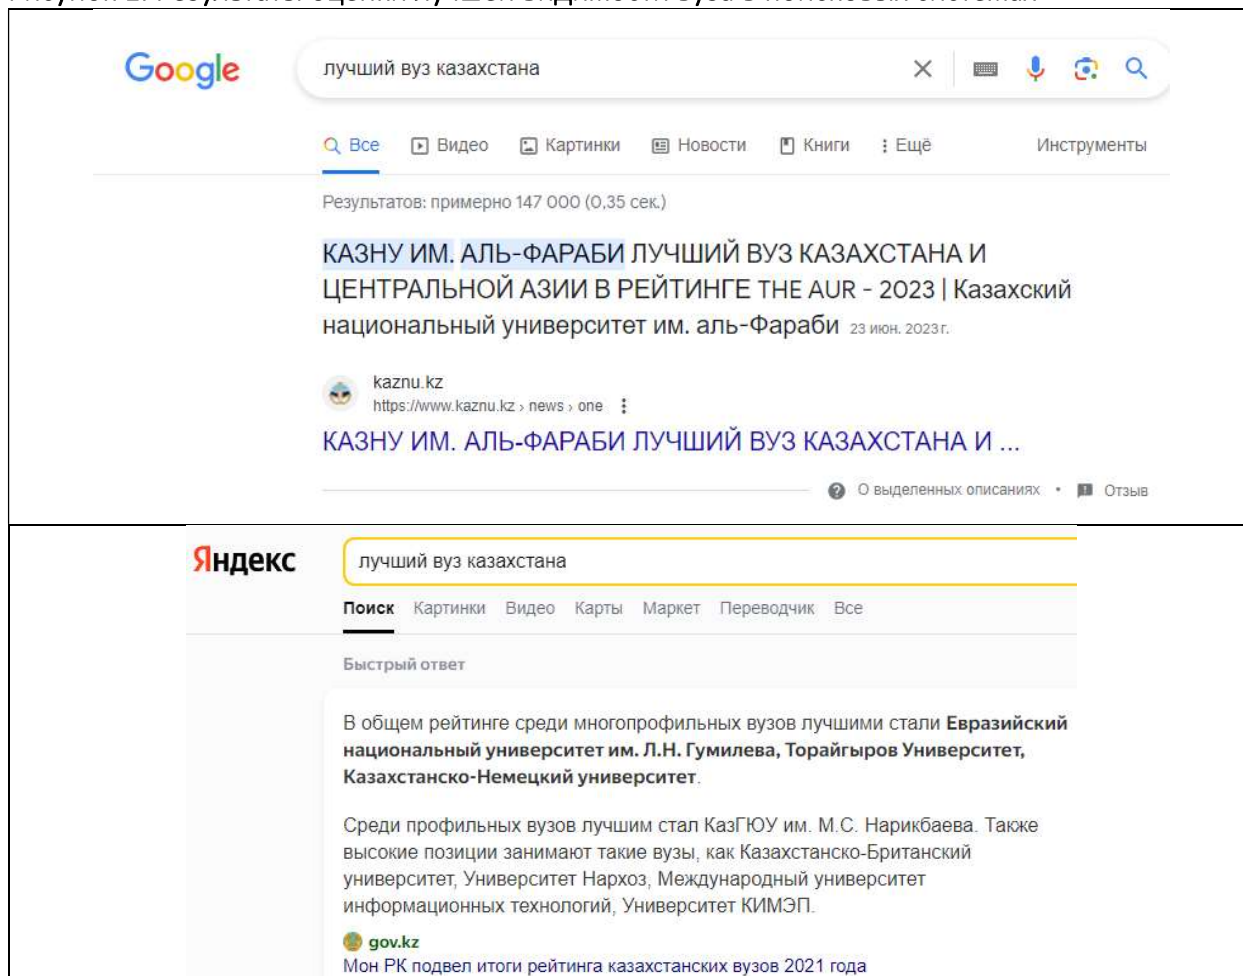 Google
лучший вуз казахстана
Все Видео Картинки Новости Книги Ещё Инструменты
Результатов: примерно 147 000 (0,35 сек.)
КАЗНУ ИМ. АЛЬ-ФАРАБИ ЛУЧШИЙ ВУЗ КАЗАХСТАНА И
ЦЕНТРАЛЬНОЙ АЗИИ В РЕЙТИНГЕ THE AUR - 2023 | Казахский
национальный университет им. аль-Фараби 23 июн. 2023 г.
kaznu.kz
https://www.kaznu.kz › news › one
КАЗНУ ИМ. АЛЬ-ФАРАБИ ЛУЧШИЙ ВУЗ КАЗАХСТАНА И ...
О выделенных описаниях • Отзыв
Яндекс
лучший вуз казахстана
Поиск Картинки Видео Карты Маркет Переводчик Все
Быстрый ответ
В общем рейтинге среди многопрофильных вузов лучшими стали Евразийский
национальный университет им. Л.Н. Гумилева, Торайгыров Университет,
Казахстанско-Немецкий университет.
Среди профильных вузов лучшим стал КазГЮУ им. М.С. Нарикбаева. Также
высокие позиции занимают такие вузы, как Казахстанско-Британский
университет, Университет Нархоз, Международный университет
информационных технологий, Университет КИМЭП.
gov.kz
Мон РК подвел итоги рейтинга казахстанских вузов 2021 года